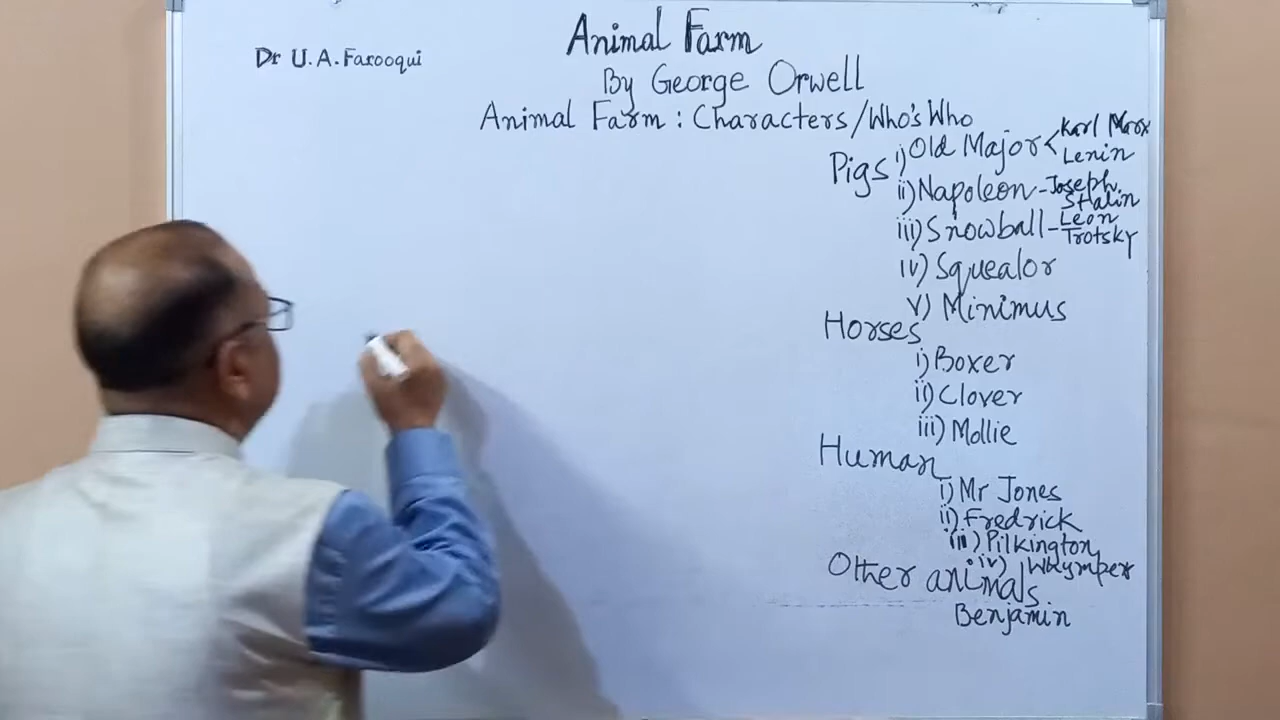 Dr U.A. Farooqui
Animal Farm
By George Orwell
Animal Farm : Characters/Who's Who
Pigs i) Old Major < Karl Marx
Lenin
ii) Napoleon - Joseph Stalin
iii) Snowball - Leon Trotsky
iv) Squealor
v) Minimus
Horses
i) Boxer
ii) Clover
iii) Mollie
Human
i) Mr Jones
ii) Fredrick
iii) Pilkington
iv) Whymper
Other animals
Benjamin